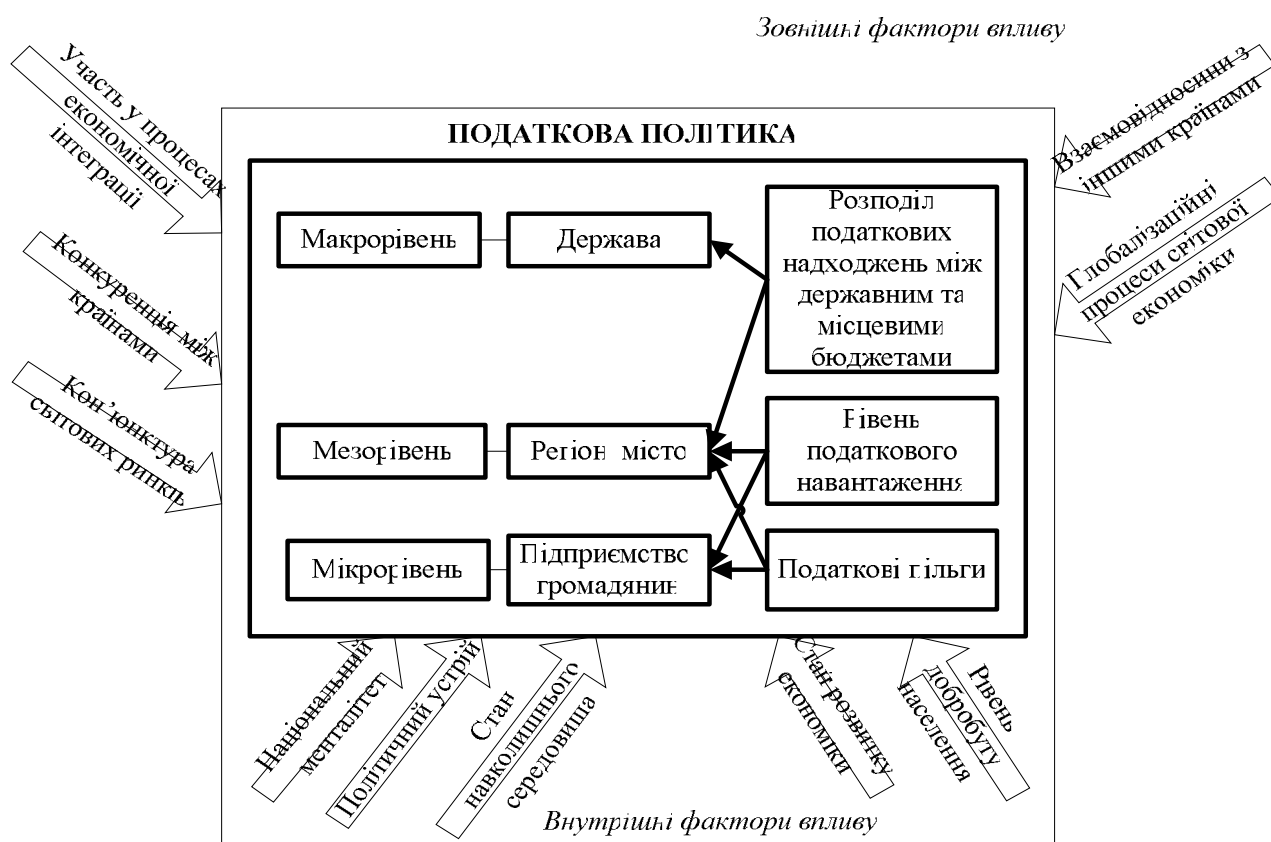 Зовнішні фактори впливу
Участь у процесах
економічної
інтеграції
Взаємовідносини з
іншими країнами
ПОДАТКОВА ПОЛІТИКА
Макрорівень
Держава
Розподіл
податкових
надходжень між
державним та
місцевими
бюджетами
Глобалізаційні
процеси світової
економіки
Конкуренція між
країнами
Кон’юнктура
світових ринків
Мезорівень
Регіон місто
Рівень
податкового
навантаження
Мікрорівень
Підприємство
громадянин
Податкові пільги
Національний
менталітет
Політичний устрій
Стан
навколишнього
середовища
Стан розвитку
економіки
Рівень
добробуту
населення
Внутрішні фактори впливу